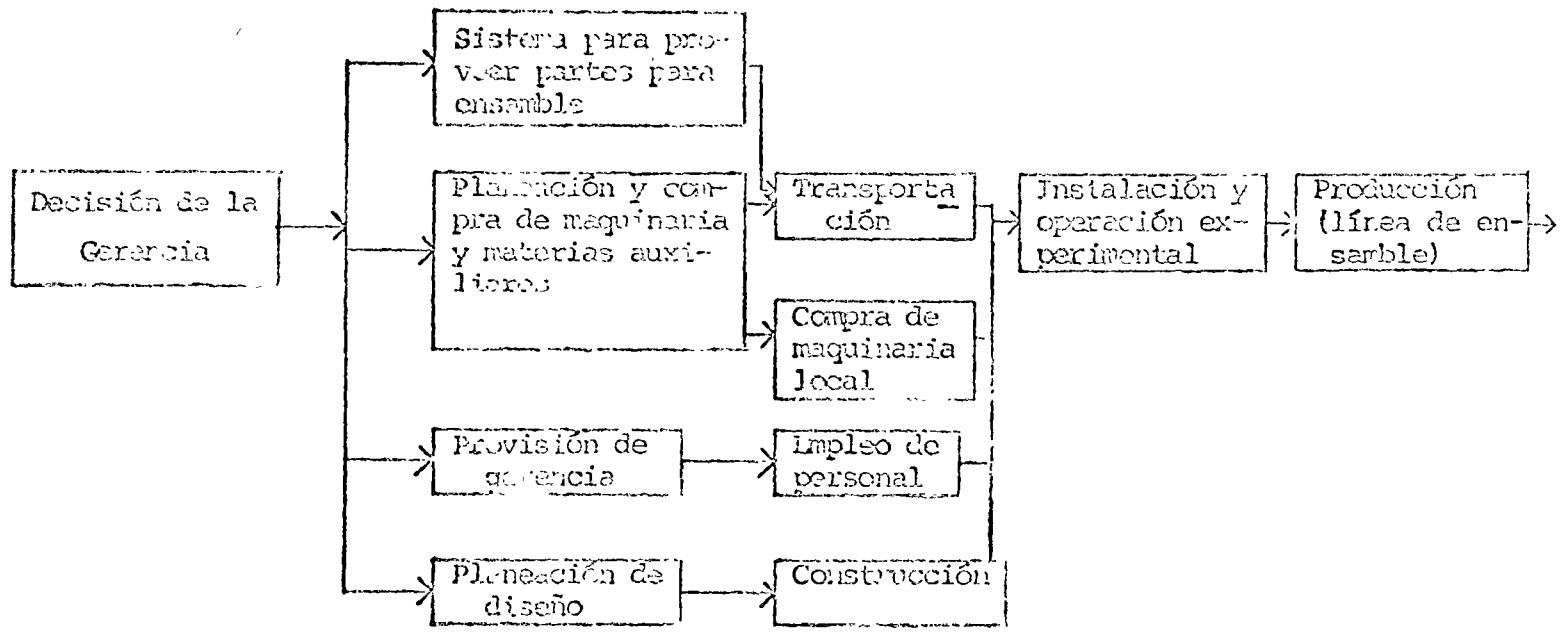 Decisión de la
Gerencia
Sistema para pro-
veer partes para
ensamble
Planeación y com-
pra de maquinaria
y materias auxi-
liares
Provisión de
gerencia
Planeación de
diseño
Transporta
ción
Compra de
maquinaria
local
Empleo de
personal
Construcción
Instalación y
operación ex-
perimental
Producción
(línea de en-
samble)